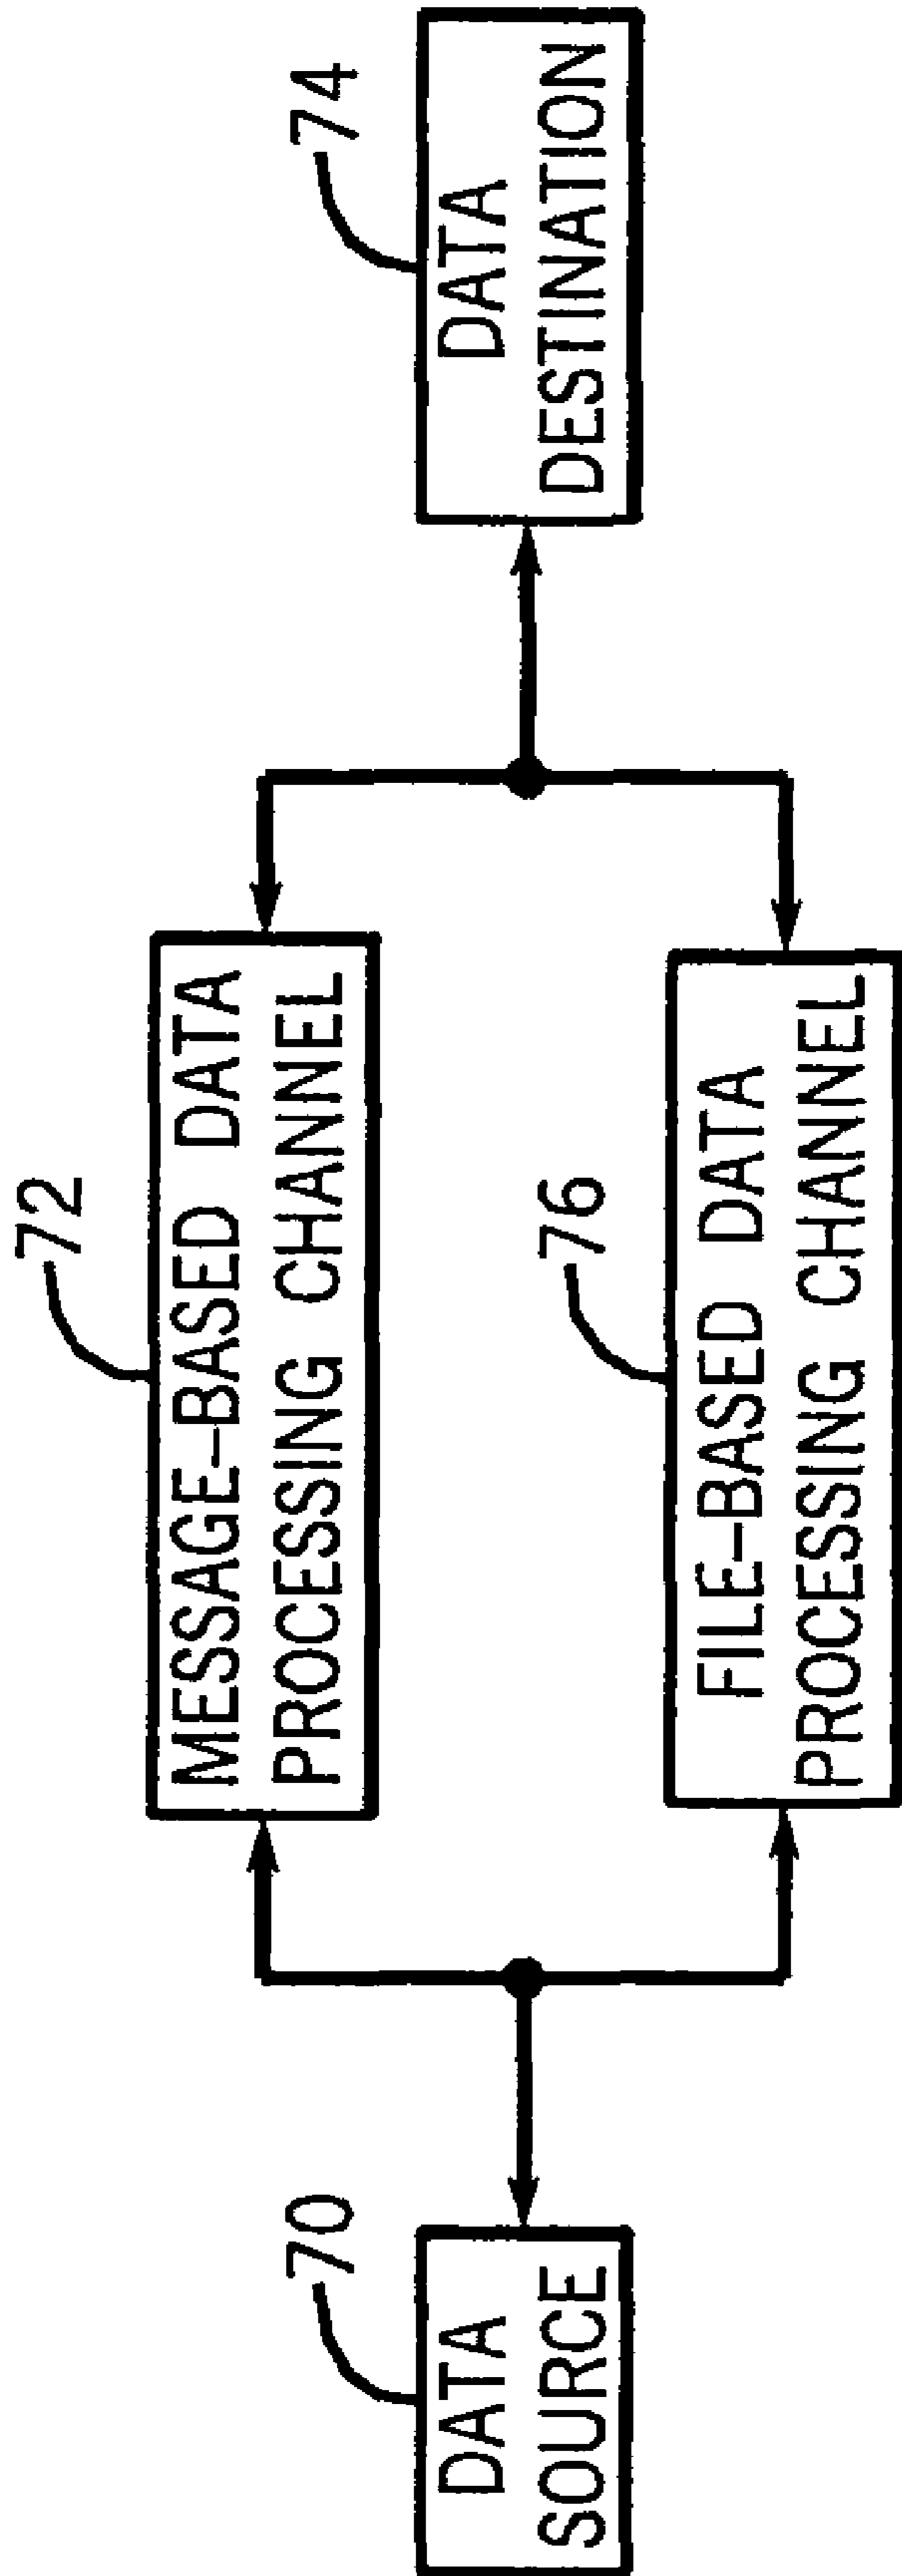 72
MESSAGE-BASED DATA
PROCESSING CHANNEL
70
DATA
SOURCE
74
DATA
DESTINATION
76
FILE-BASED DATA
PROCESSING CHANNEL